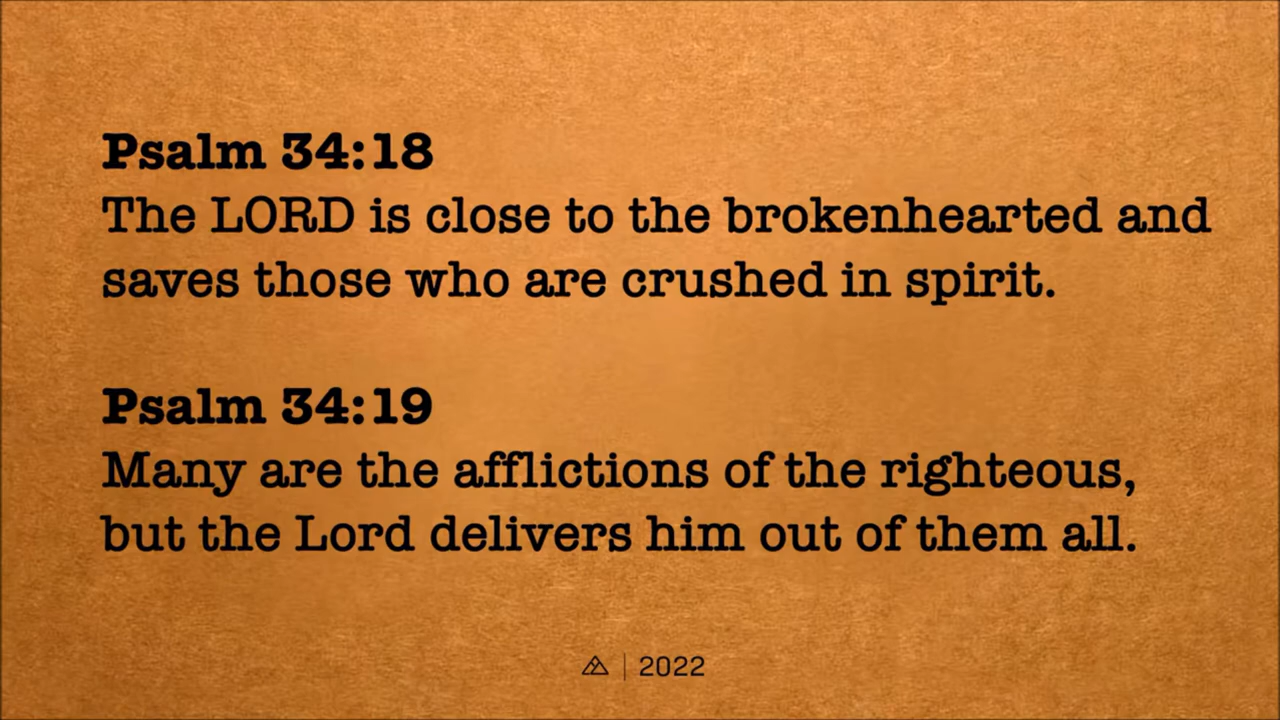 Psalm 34:18
The LORD is close to the brokenhearted and
saves those who are crushed in spirit.
Psalm 34:19
Many are the afflictions of the righteous,
but the Lord delivers him out of them all.
| 2022